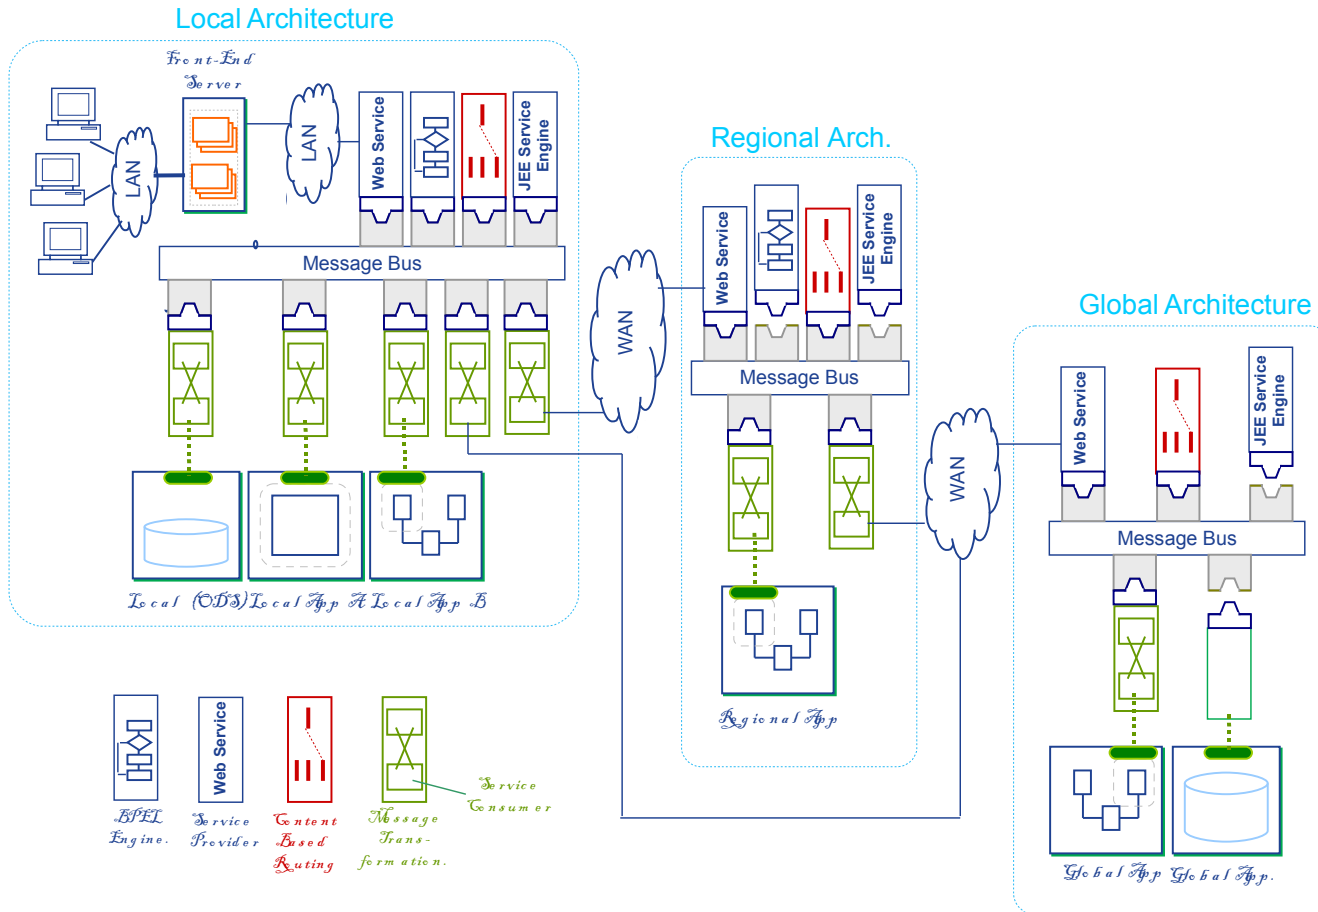 Local Architecture
Front-End
Server
LAN
LAN
Web Service
JEE Service
Engine
Message Bus
Local (ODS)
Local App A
Local App B
WAN
Regional Arch.
Web Service
JEE Service
Engine
Message Bus
Regional App
WAN
Global Architecture
Web Service
JEE Service
Engine
Message Bus
Global App
Global App.
BPEL
Engine.
Web Service
Service
Provider
Content
Based
Routing
Message
Trans-
formation.
Service
Consumer